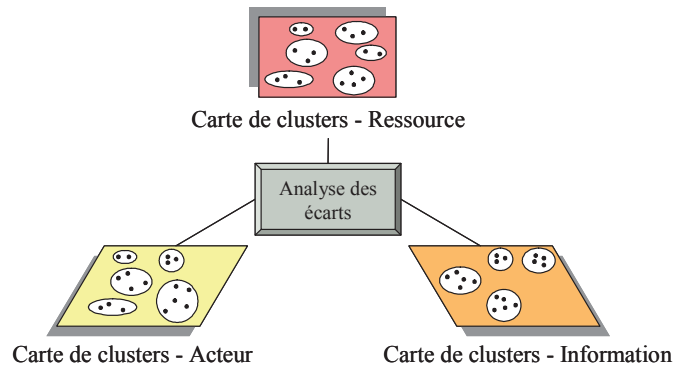 Carte de clusters - Ressource
Analyse des
écarts
Carte de clusters - Acteur
Carte de clusters - Information